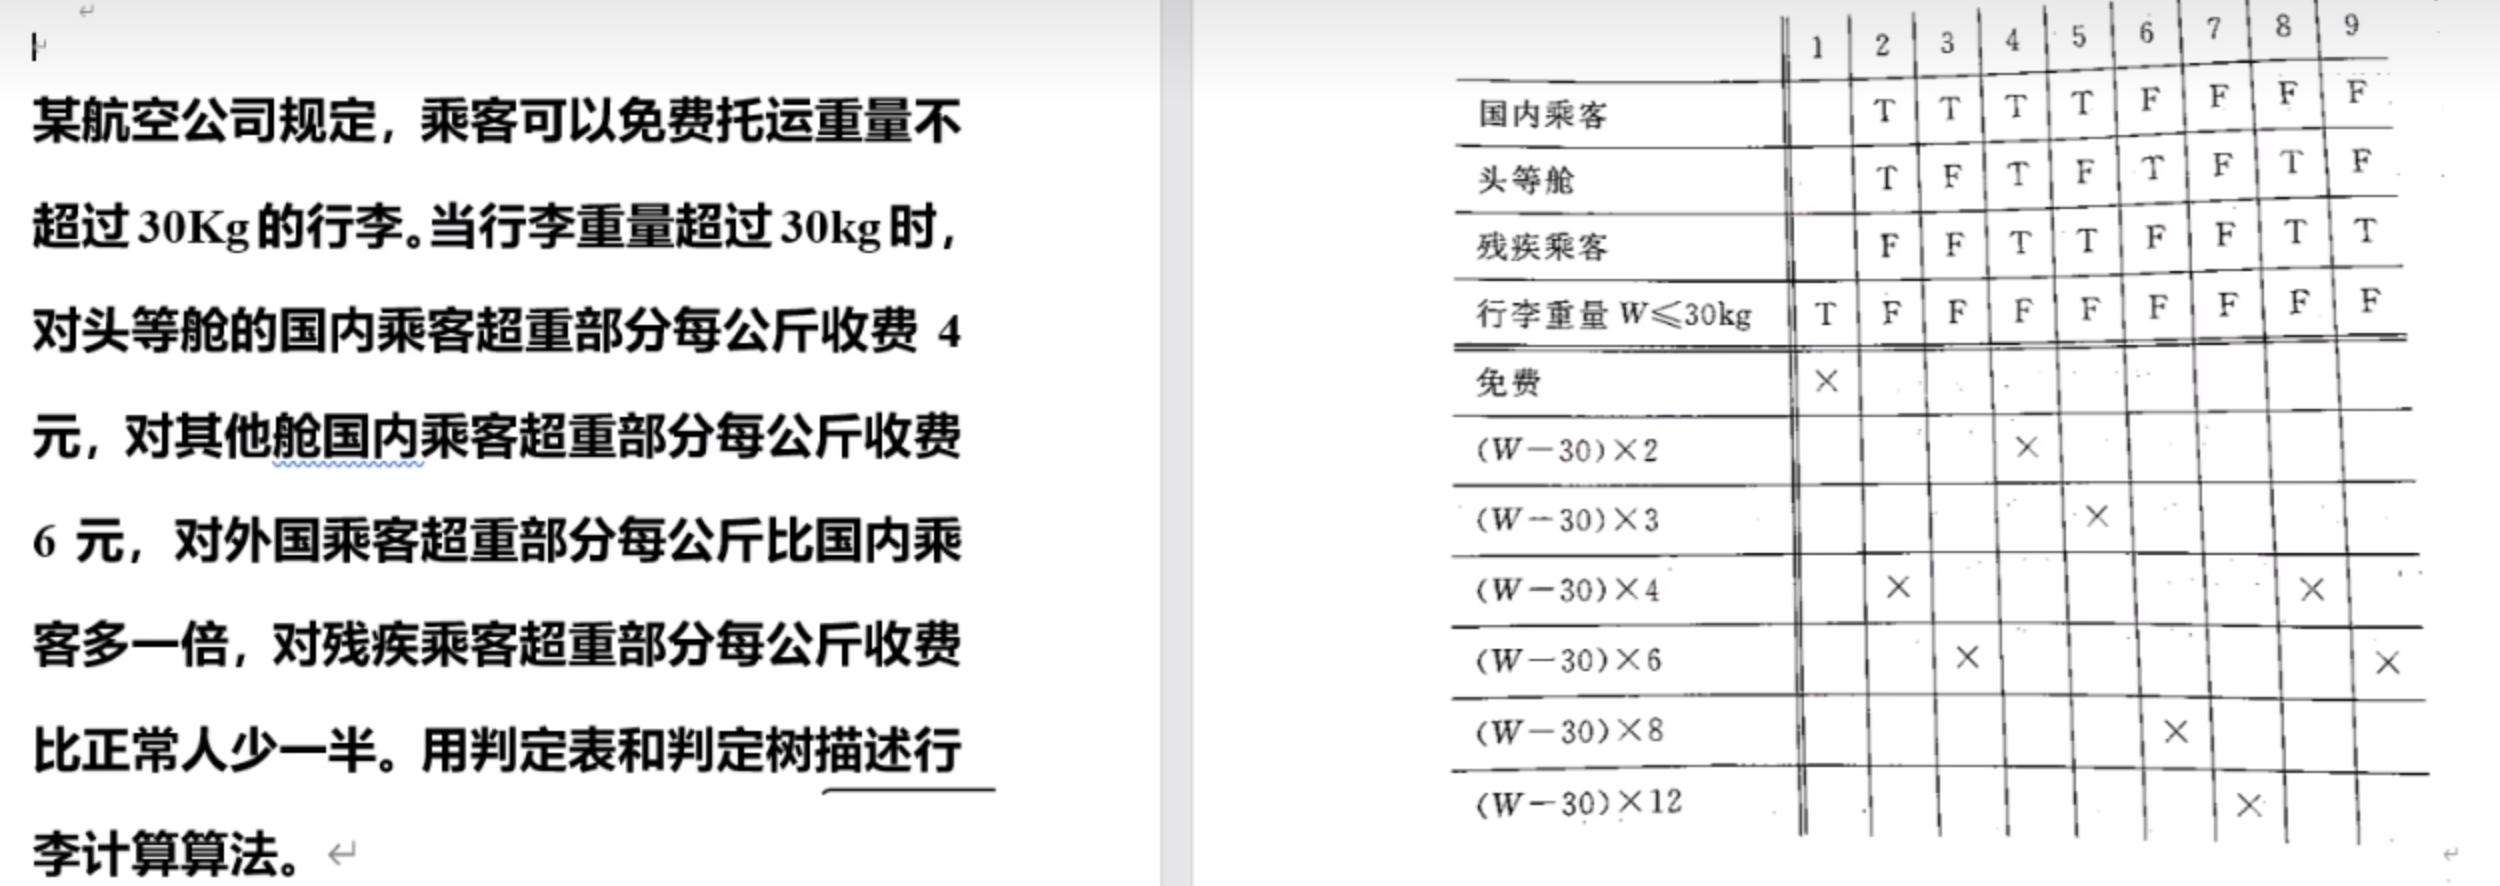 某航空公司规定，乘客可以免费托运重量不
超过30Kg的行李。当行李重量超过30kg时，
对头等舱的国内乘客超重部分每公斤收费 4
元，对其他舱国内乘客超重部分每公斤收费
6 元，对外国乘客超重部分每公斤比国内乘
客多一倍，对残疾乘客超重部分每公斤收费
比正常人少一半。用判定表和判定树描述行
李计算算法。
1 2 3 4 5 6 7 8 9
国内乘客 T T T T F F F F
头等舱 T F T F T F T F
残疾乘客 F F T T F F T T
行李重量 W≤30kg T F F F F F F F F
免费 ×
(W－30)×2 ×
(W－30)×3 ×
(W－30)×4 × ×
(W－30)×6 × ×
(W－30)×8 ×
(W－30)×12 ×